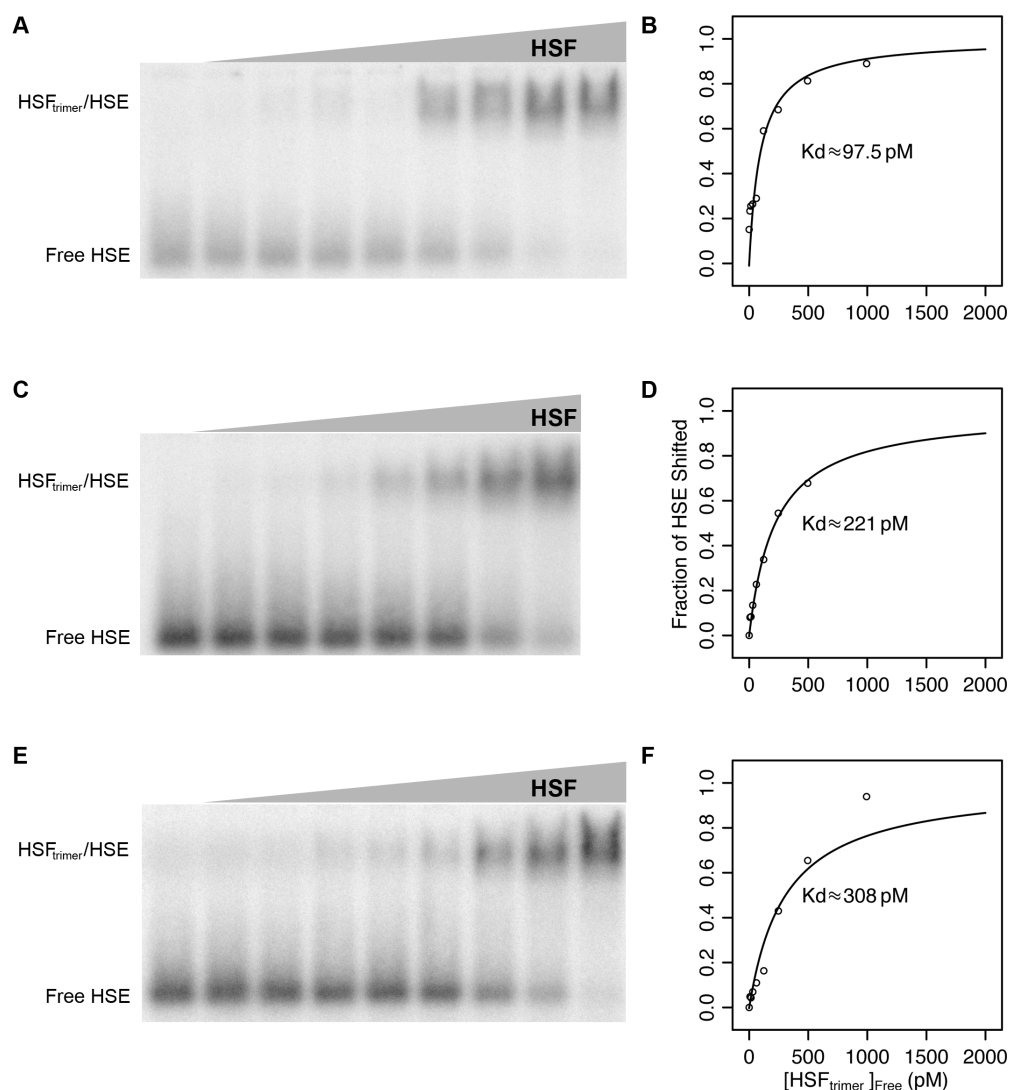 A
HSF
HSFtrimer/HSE
Free HSE
B
1.0
0.8
0.6
0.4
0.2
0.0
Kd≈97.5 pM
0 500 1000 1500 2000
C
HSF
HSFtrimer/HSE
Free HSE
D
Fraction of HSE Shifted
1.0
0.8
0.6
0.4
0.2
0.0
Kd≈221 pM
0 500 1000 1500 2000
E
HSF
HSFtrimer/HSE
Free HSE
F
1.0
0.8
0.6
0.4
0.2
0.0
Kd≈308 pM
0 500 1000 1500 2000
[HSFtrimer]Free (pM)